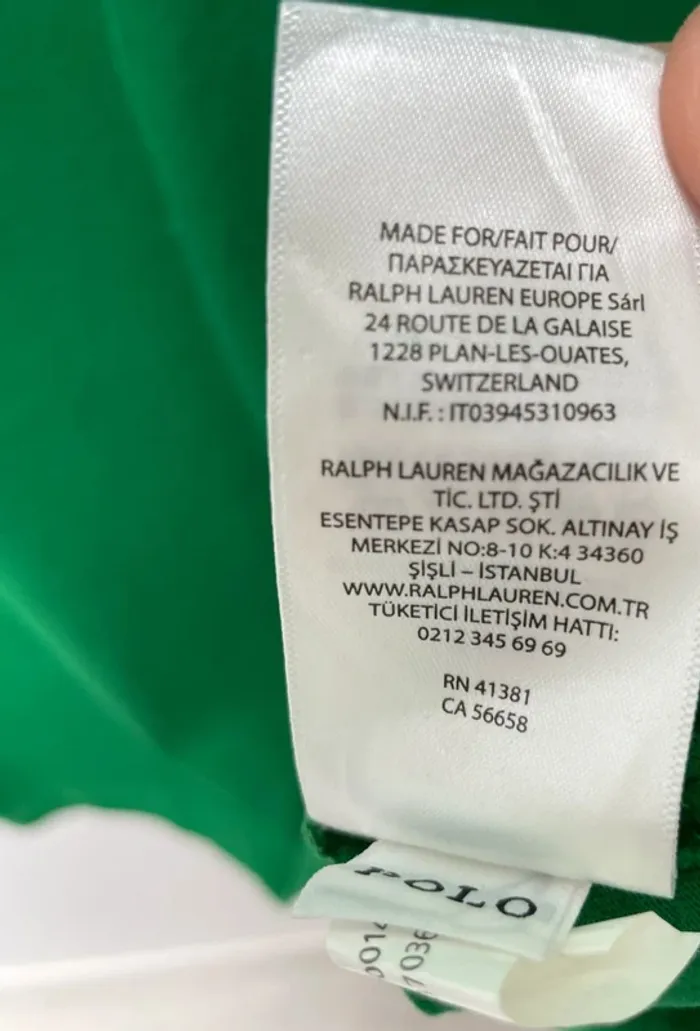 MADE FOR/FAIT POUR/
ΠΑΡΑΣΚΕΥΑΖΕΤΑΙ ΓΙΑ
RALPH LAUREN EUROPE Sárl
24 ROUTE DE LA GALAISE
1228 PLAN-LES-OUATES,
SWITZERLAND
N.I.F. : IT03945310963
RALPH LAUREN MAĞAZACILIK VE
TİC. LTD. ŞTİ
ESENTEPE KASAP SOK. ALTINAY İŞ
MERKEZİ NO:8-10 K:4 34360
ŞİŞLİ – İSTANBUL
WWW.RALPHLAUREN.COM.TR
TÜKETİCİ İLETİŞİM HATTI:
0212 345 69 69
RN 41381
CA 56658
POLO